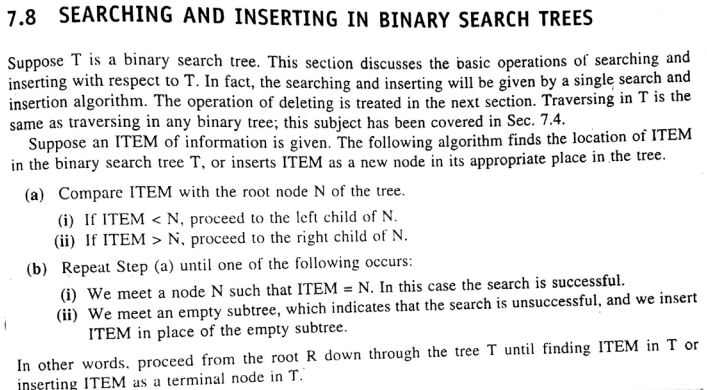 7.8 SEARCHING AND INSERTING IN BINARY SEARCH TREES
Suppose T is a binary search tree. This section discusses the basic operations of searching and
inserting with respect to T. In fact, the searching and inserting will be given by a single search and
insertion algorithm. The operation of deleting is treated in the next section. Traversing in T is the
same as traversing in any binary tree; this subject has been covered in Sec. 7.4.
Suppose an ITEM of information is given. The following algorithm finds the location of ITEM
in the binary search tree T, or inserts ITEM as a new node in its appropriate place in the tree.
(a) Compare ITEM with the root node N of the tree.
(i) If ITEM < N, proceed to the left child of N.
(ii) If ITEM > N, proceed to the right child of N.
(b) Repeat Step (a) until one of the following occurs:
(i) We meet a node N such that ITEM = N. In this case the search is successful.
(ii) We meet an empty subtree, which indicates that the search is unsuccessful, and we insert
ITEM in place of the empty subtree.
In other words, proceed from the root R down through the tree T until finding ITEM in T or
inserting ITEM as a terminal node in T.